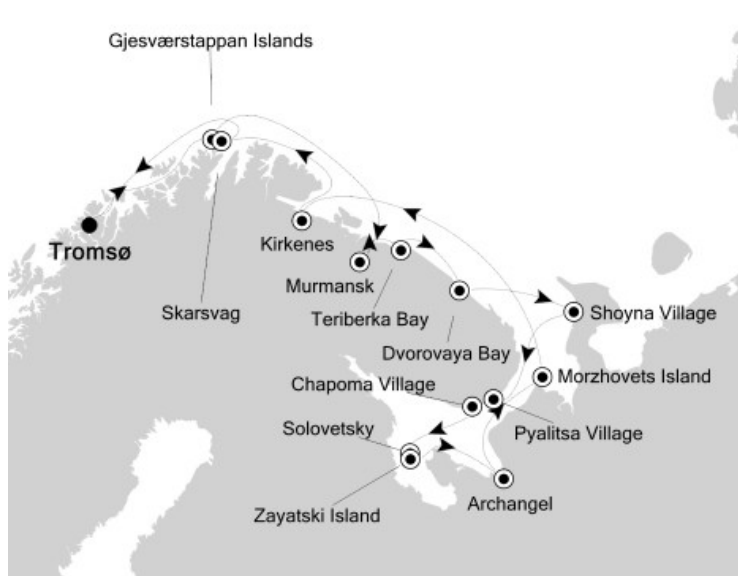 Gjesværstappan Islands
Tromsø
Kirkenes
Murmansk
Skarsvag
Teriberka Bay
Shoyna Village
Dvorovaya Bay
Morzhovets Island
Chapoma Village
Solovetsky
Pyalitsa Village
Archangel
Zayatski Island